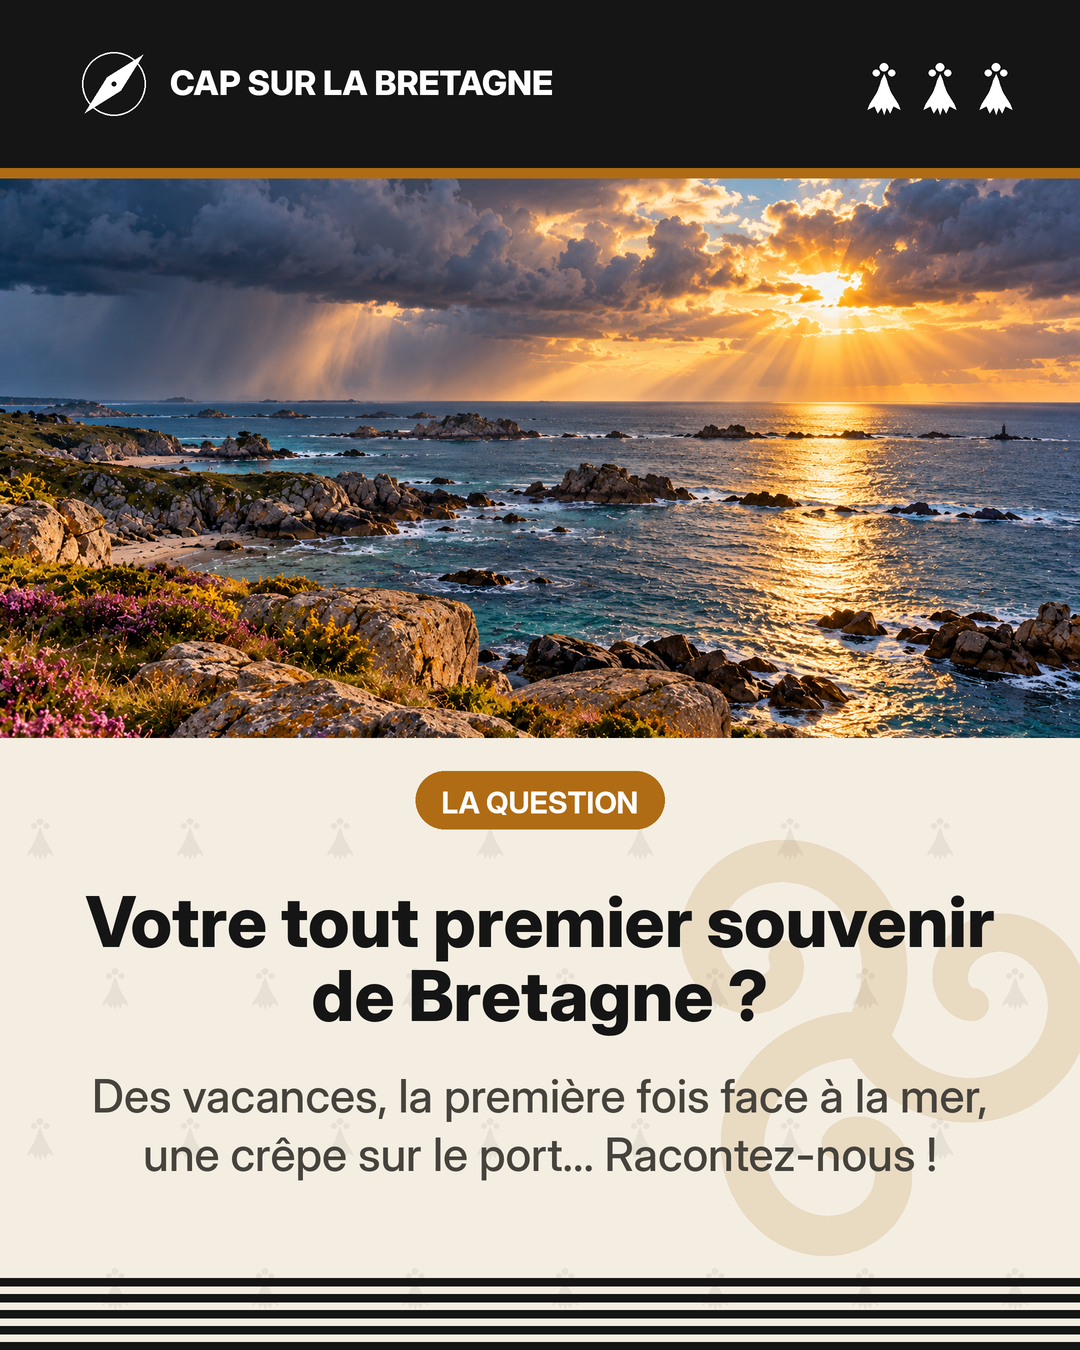 CAP SUR LA BRETAGNE
LA QUESTION
Votre tout premier souvenir
de Bretagne ?
Des vacances, la première fois face à la mer,
une crêpe sur le port... Racontez-nous !